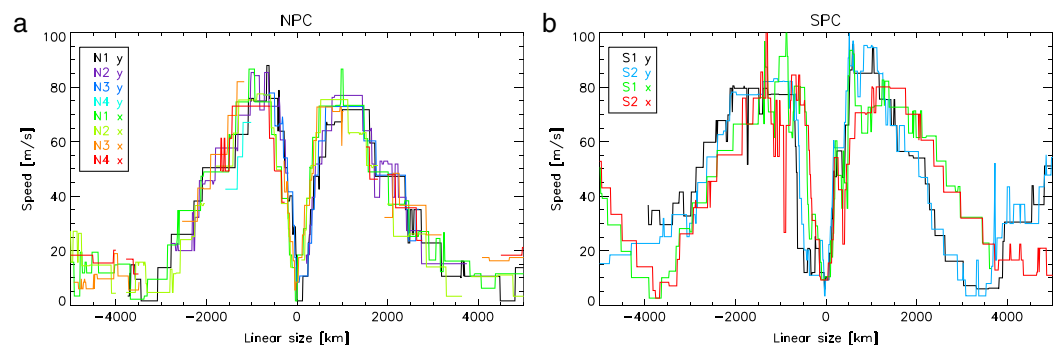 a
NPC
100
80
60
40
20
0
Speed [m/s]
N1 y
N2 y
N3 y
N4 y
N1 x
N2 x
N3 x
N4 x
-4000 -2000 0 2000 4000
Linear size [km]
b
SPC
100
80
60
40
20
0
Speed [m/s]
S1 y
S2 y
S1 x
S2 x
-4000 -2000 0 2000 4000
Linear size [km]